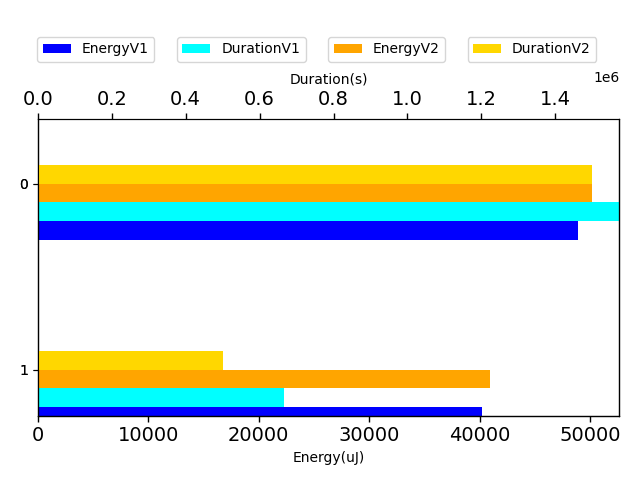 EnergyV1 DurationV1 EnergyV2 DurationV2
Duration(s)
1e6
0.0 0.2 0.4 0.6 0.8 1.0 1.2 1.4
0
1
0 10000 20000 30000 40000 50000
Energy(uJ)